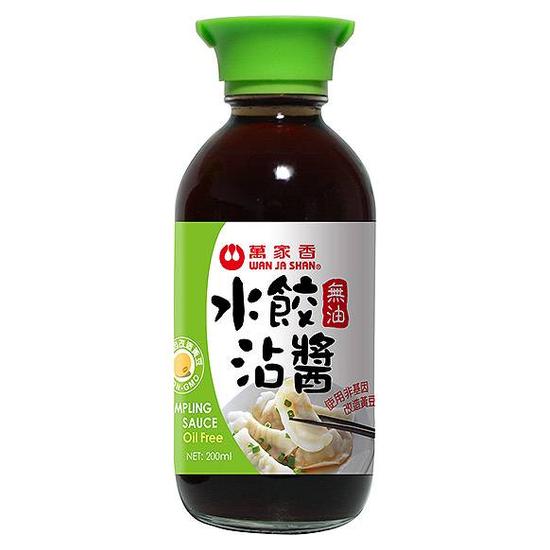 萬家香
WAN JA SHAN®
無油
水餃
沾醬
使用非基因
改造黃豆
MPLING
SAUCE
Oil Free
NET: 200ml